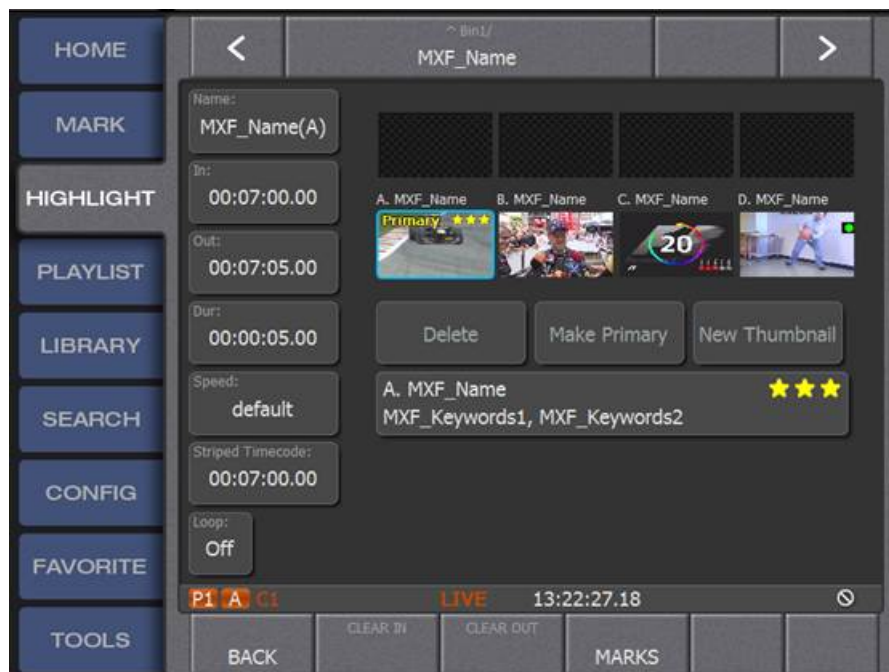 HOME
MARK
HIGHLIGHT
PLAYLIST
LIBRARY
SEARCH
CONFIG
FAVORITE
TOOLS
<
^ Bin1/
MXF_Name
>
Name:
MXF_Name(A)
In:
00:07:00.00
Out:
00:07:05.00
Dur:
00:00:05.00
Speed:
default
Striped Timecode:
00:07:00.00
Loop:
Off
A. MXF_Name B. MXF_Name C. MXF_Name D. MXF_Name
Primary
20
Delete Make Primary New Thumbnail
A. MXF_Name
MXF_Keywords1, MXF_Keywords2
P1 A C1 LIVE 13:22:27.18
BACK CLEAR IN CLEAR OUT MARKS